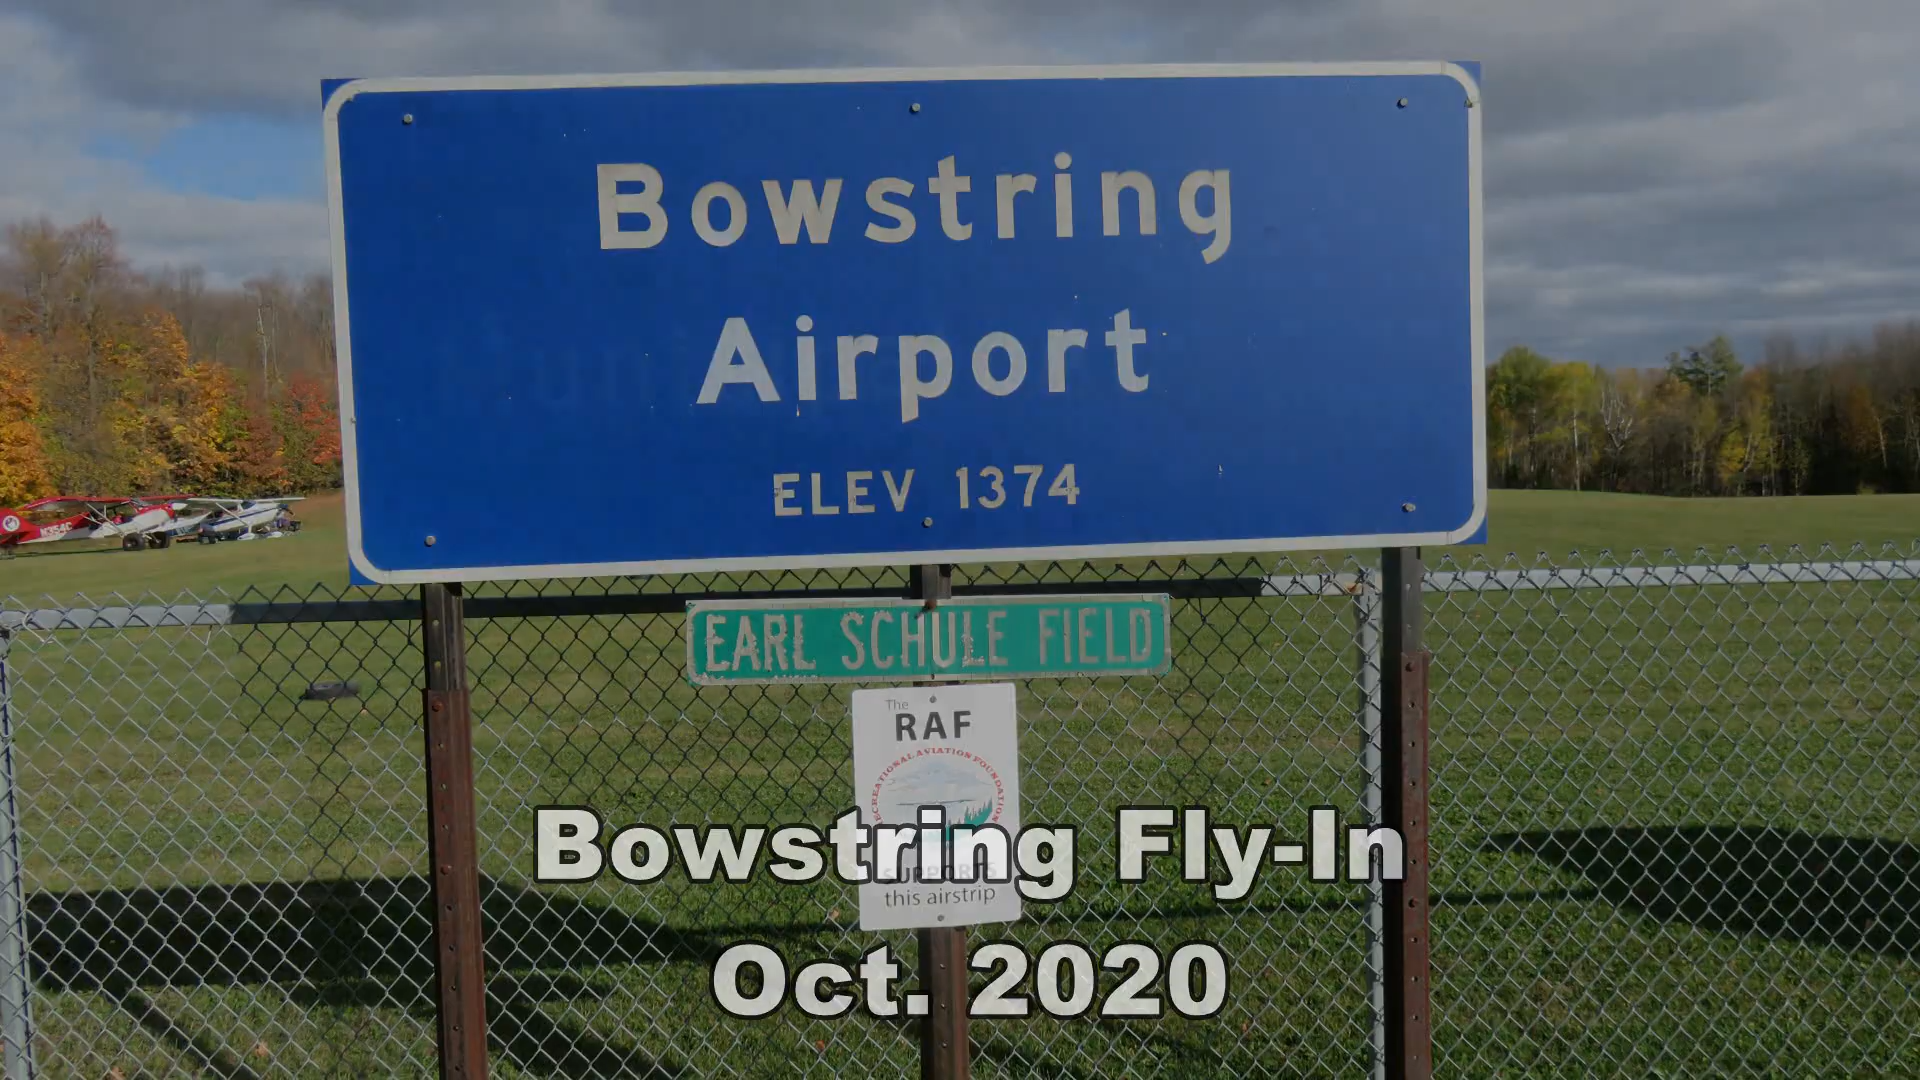 Bowstring
Airport
ELEV 1374
EARL SCHULE FIELD
The
RAF
RECREATIONAL AVIATION FOUNDATION
SUPPORTS
this airstrip
Bowstring Fly-In
Oct. 2020